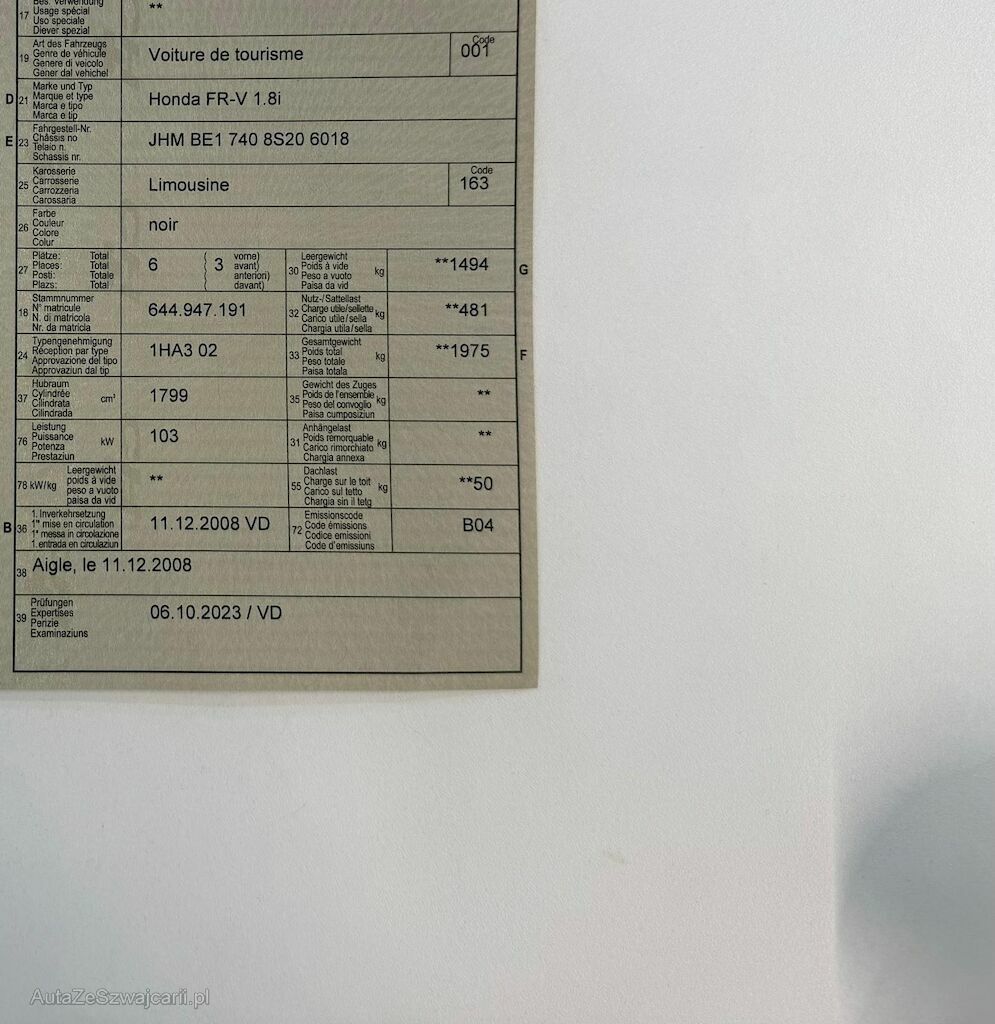 17 Bes. Verwendung
Usage spécial
Uso speciale
Diever spezial
**
19 Art des Fahrzeugs
Genre de véhicule
Genere di veicolo
Gener dal vehichel
Voiture de tourisme
Code
001
D 21 Marke und Typ
Marque et type
Marca e tipo
Marca e tip
Honda FR-V 1.8i
E 23 Fahrgestell-Nr.
Châssis no
Telaio n.
Schassis nr.
JHM BE1 740 8S20 6018
25 Karosserie
Carrosserie
Carrozzeria
Carossaria
Limousine
Code
163
26 Farbe
Couleur
Colore
Colur
noir
27 Plätze: Total
Places: Total
Posti: Totale
Plazs: Total
6
( 3 vorne)
( avant)
( anteriori)
( davant)
30 Leergewicht
Poids à vide
Peso a vuoto
Paisa da vid
kg
**1494
G
18 Stammnummer
N° matricule
N. di matricola
Nr. da matricla
644.947.191
32 Nutz-/Sattellast
Charge utile/sellette
Carico utile/sella
Chargia utila/sella
kg
**481
24 Typengenehmigung
Réception par type
Approvazione del tipo
Approvaziun dal tip
1HA3 02
33 Gesamtgewicht
Poids total
Peso totale
Paisa totala
kg
**1975
F
37 Hubraum
Cylindrée
Cilindrata
Cilindrada
cm³
1799
35 Gewicht des Zuges
Poids de l'ensemble
Peso del convoglio
Paisa cumposiziun
kg
**
76 Leistung
Puissance
Potenza
Prestaziun
kW
103
31 Anhängelast
Poids remorquable
Carico rimorchiato
Chargia annexa
kg
**
78 kW/kg
Leergewicht
poids à vide
peso a vuoto
paisa da vid
**
55 Dachlast
Charge sur le toit
Carico sul tetto
Chargia sin il tetg
kg
**50
B 36 1. Inverkehrsetzung
1re mise en circulation
1a messa in circolazione
1. entrada en circulaziun
11.12.2008 VD
72 Emissionscode
Code émissions
Codice emissioni
Code d'emissiuns
B04
38 Aigle, le 11.12.2008
39 Prüfungen
Expertises
Perizie
Examinaziuns
06.10.2023 / VD
AutaZeSzwajcarii.pl